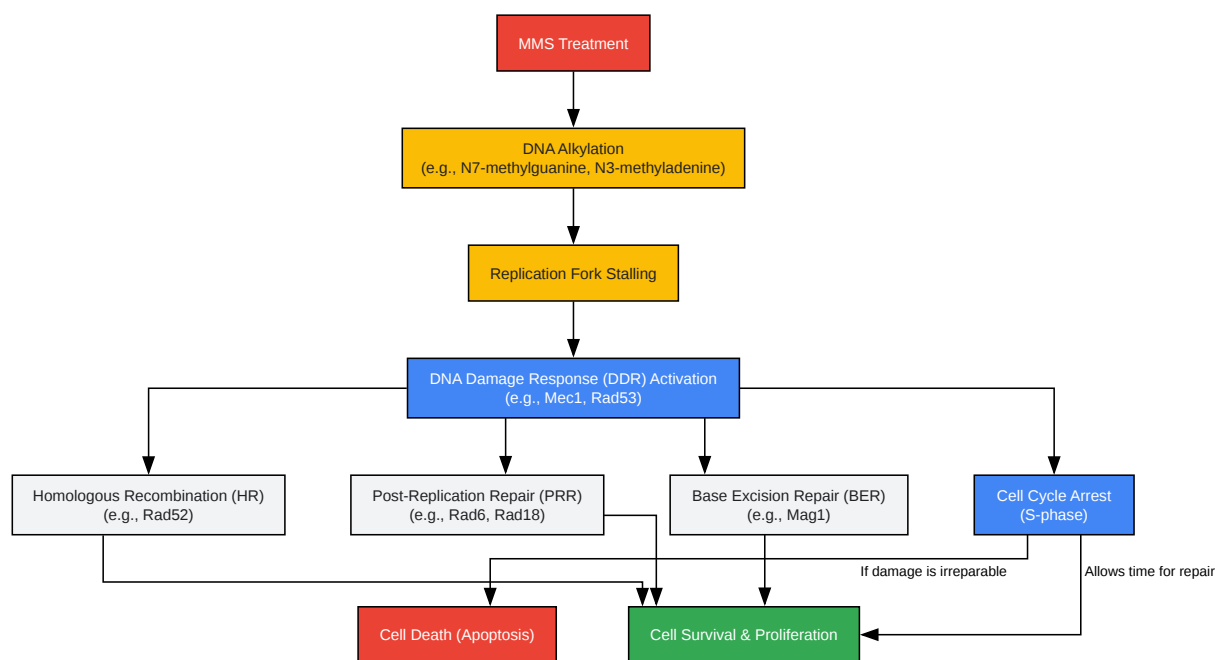 MMS Treatment
DNA Alkylation
(e.g., N7-methylguanine, N3-methyladenine)
Replication Fork Stalling
DNA Damage Response (DDR) Activation
(e.g., Mec1, Rad53)
Homologous Recombination (HR)
(e.g., Rad52)
Post-Replication Repair (PRR)
(e.g., Rad6, Rad18)
Base Excision Repair (BER)
(e.g., Mag1)
Cell Cycle Arrest
(S-phase)
If damage is irreparable
Allows time for repair
Cell Death (Apoptosis)
Cell Survival & Proliferation